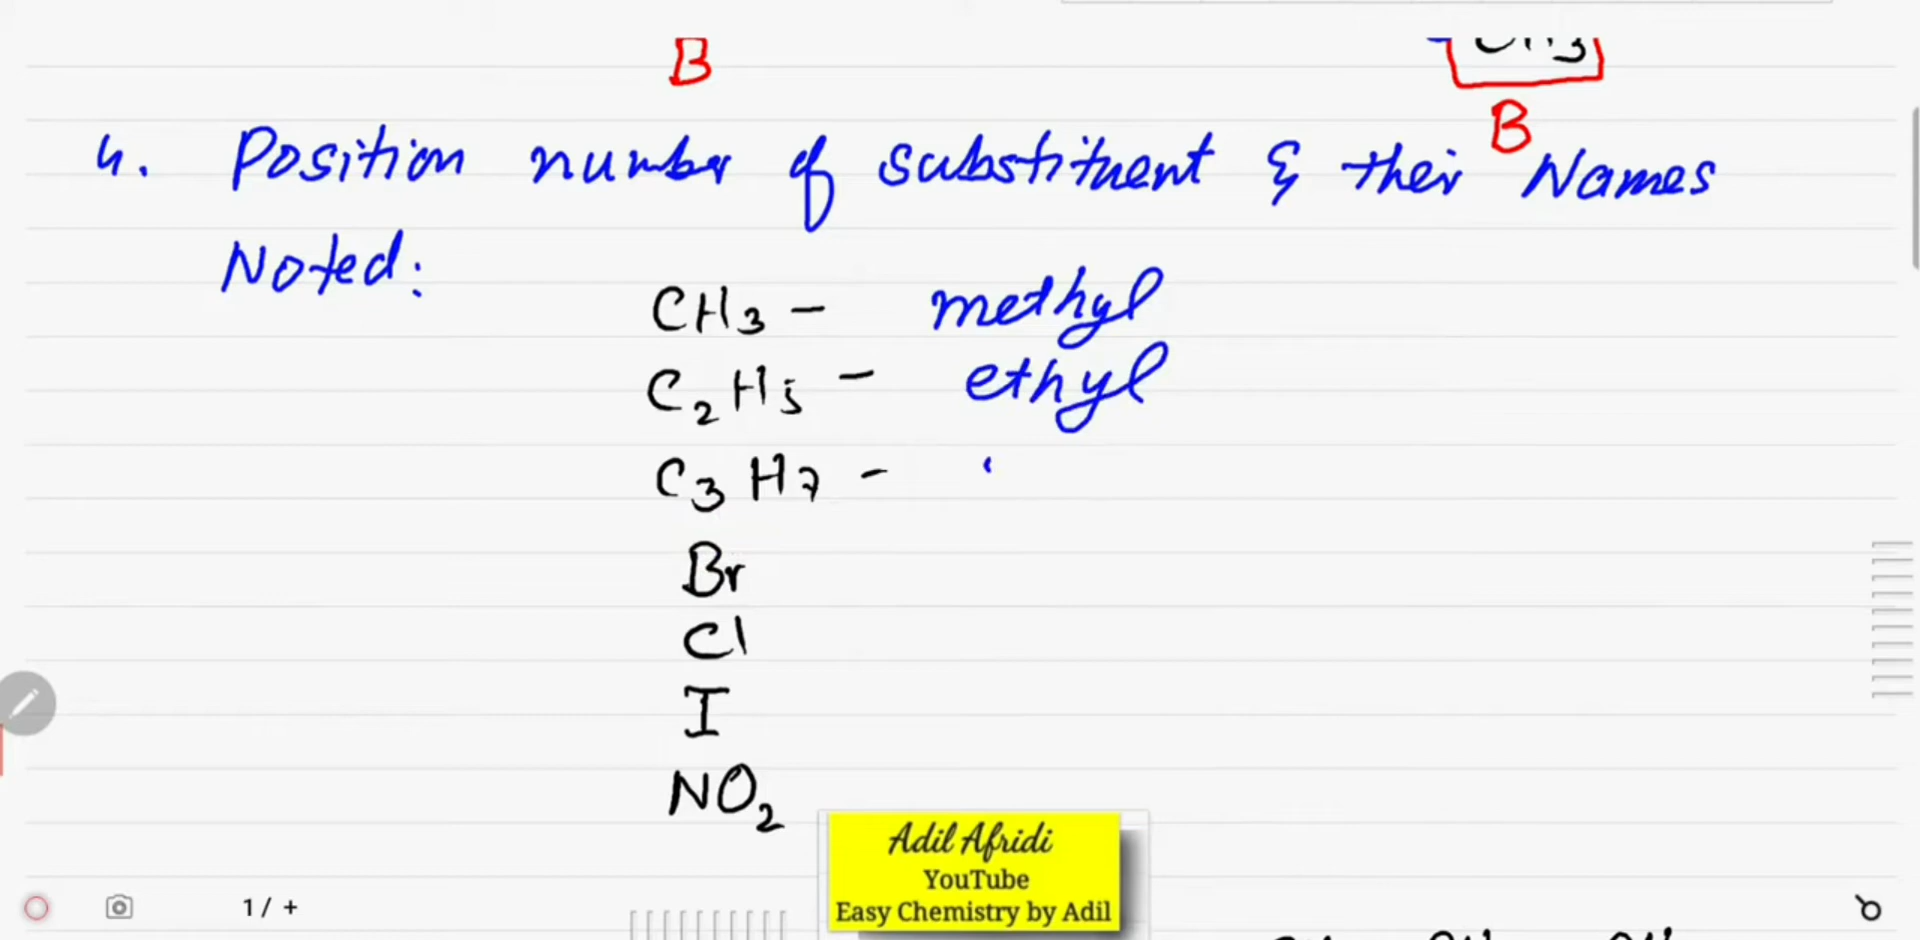 B
CH3
B
4. Position number of substituent & their Names
Noted:
CH3 – methyl
C2H5 – ethyl
C3H7 –
Br
Cl
I
NO2
Adil Afridi
YouTube
Easy Chemistry by Adil
1 / +